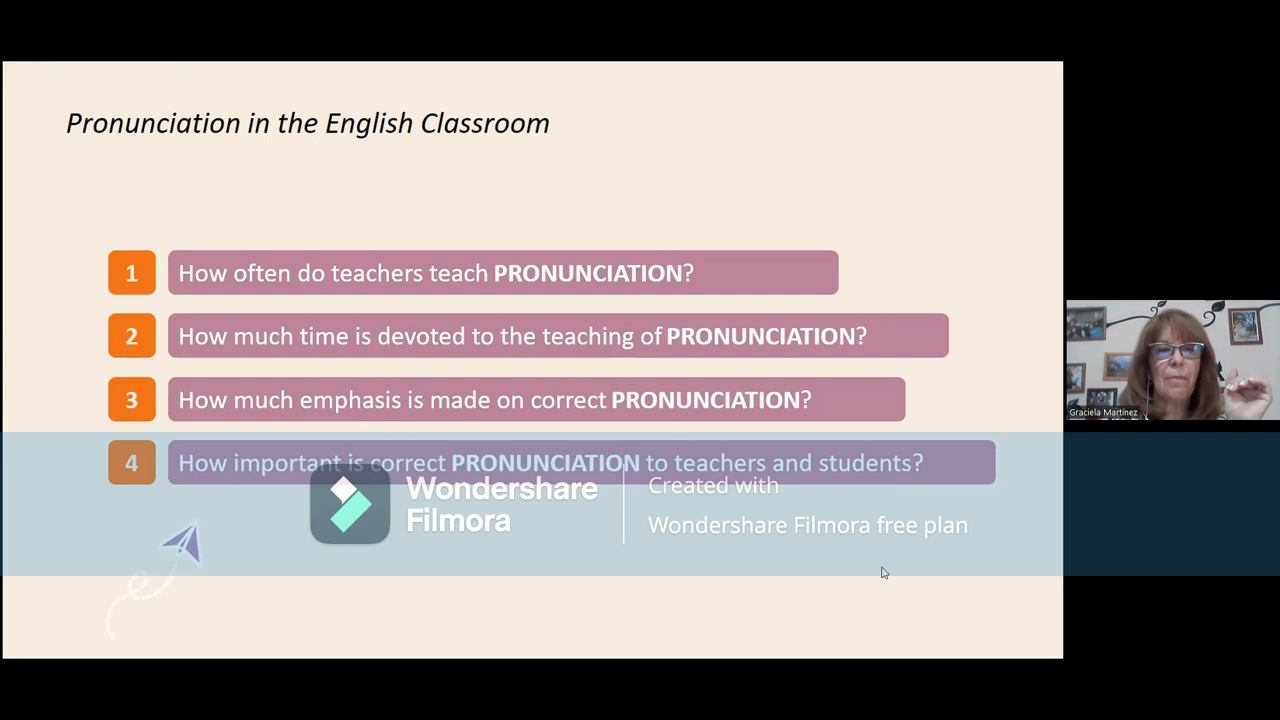 Pronunciation in the English Classroom
1 How often do teachers teach PRONUNCIATION?
2 How much time is devoted to the teaching of PRONUNCIATION?
3 How much emphasis is made on correct PRONUNCIATION?
4 How important is correct PRONUNCIATION to teachers and students?
Graciela Martínez
Wondershare
Filmora
Created with
Wondershare Filmora free plan